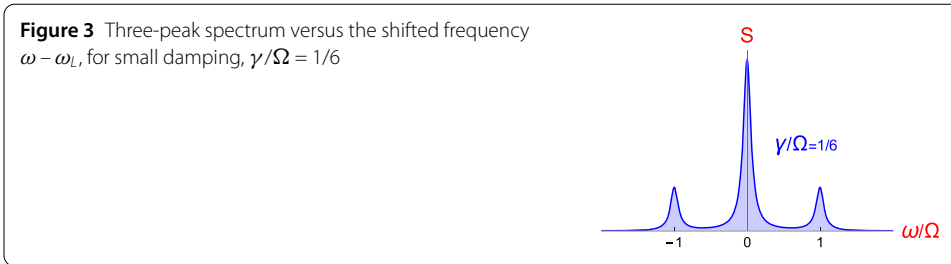 Figure 3 Three-peak spectrum versus the shifted frequency
ω – ω_L, for small damping, γ/Ω = 1/6
S
γ/Ω=1/6
ω/Ω
−1 0 1